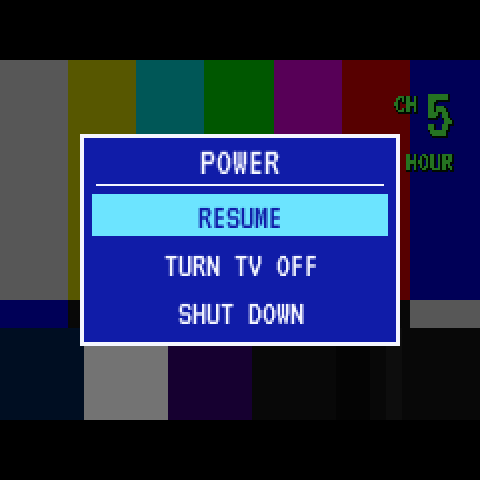 CH 5
HOUR
POWER
RESUME
TURN TV OFF
SHUT DOWN